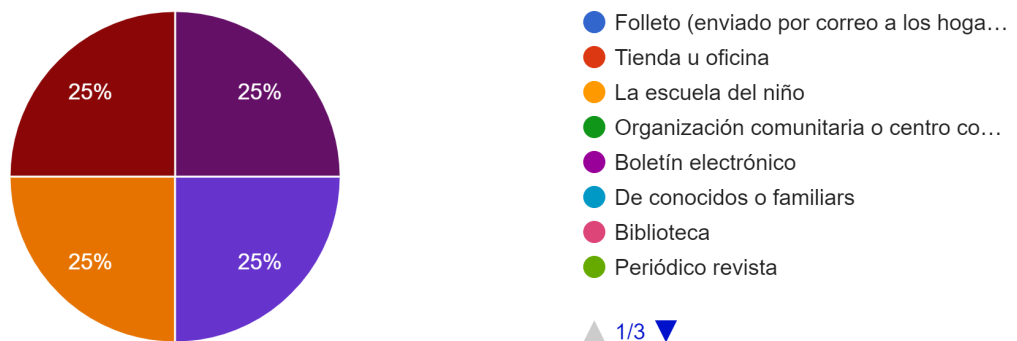 25%
25%
25%
25%
Folleto (enviado por correo a los hoga…
Tienda u oficina
La escuela del niño
Organización comunitaria o centro co…
Boletín electrónico
De conocidos o familiars
Biblioteca
Periódico revista
1/3